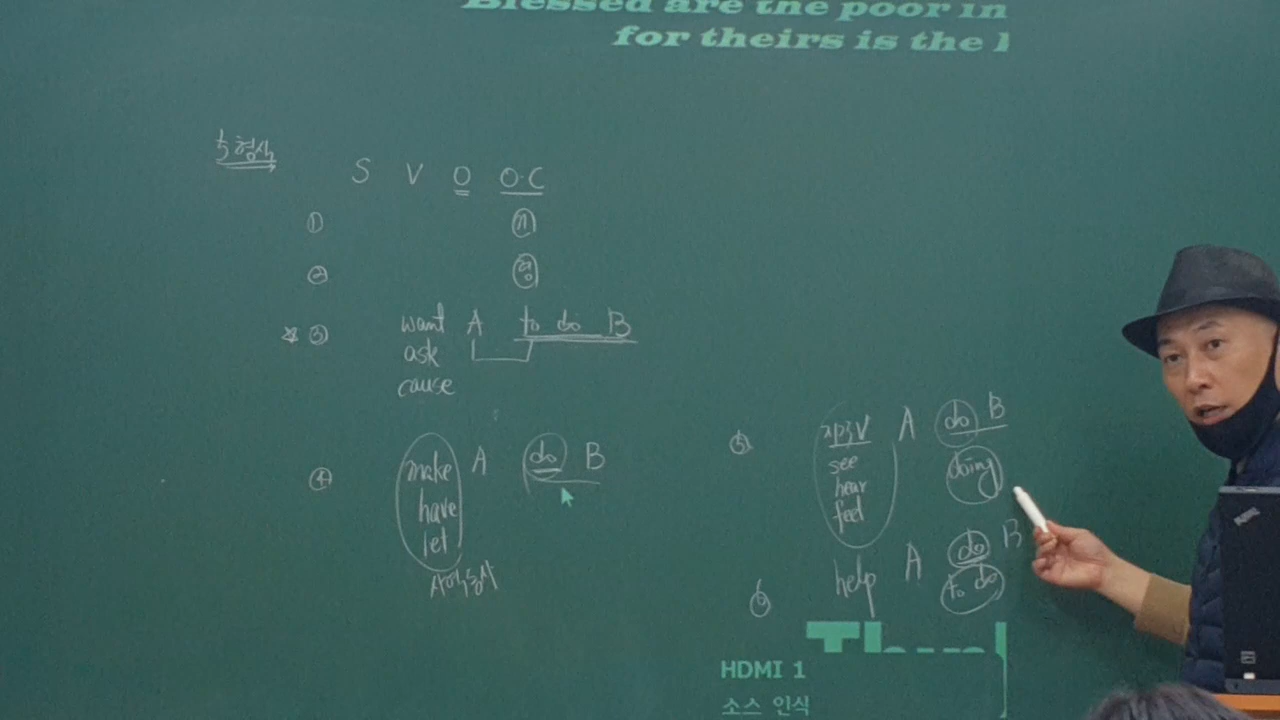 Blessed are the poor in
for theirs is the
5형식
S V O O·C
① ⓝ
② ⓐ
* ③ want A to do B
ask
cause
④ make A do B
have
let
사역동사
⑤ 지각V A do B
see doing
hear
feel
⑥ help A do B
to do
HDMI 1
소스 인식